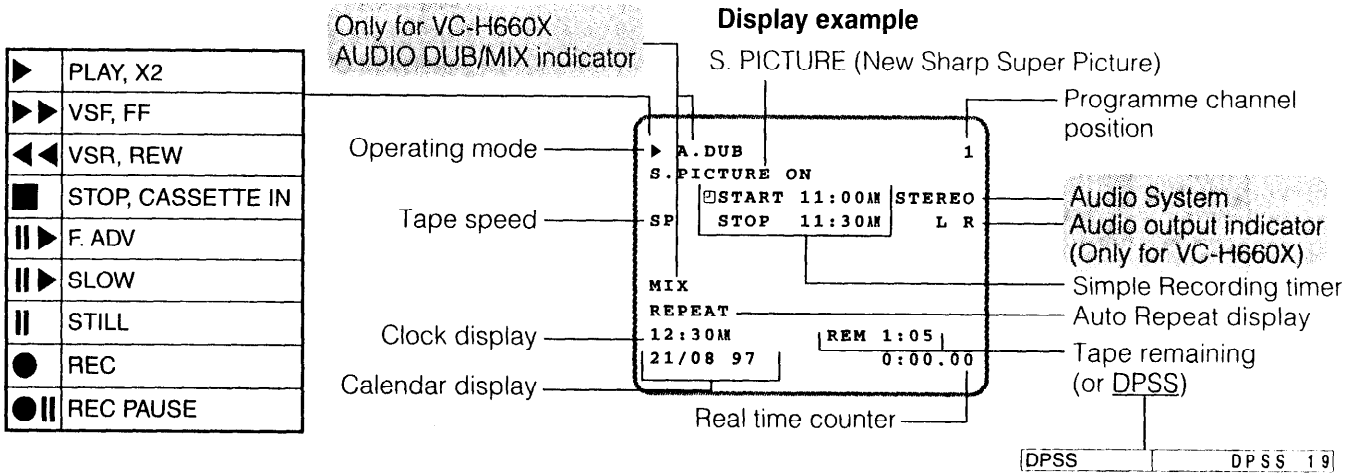 Display example
Only for VC-H660X
AUDIO DUB/MIX indicator
S. PICTURE (New Sharp Super Picture)
▶ PLAY, X2
▶▶ VSF, FF
◀◀ VSR, REW
■ STOP, CASSETTE IN
II▶ F. ADV
II▶ SLOW
II STILL
● REC
●II REC PAUSE
Operating mode
Tape speed
Clock display
Calendar display
▶ A.DUB 1
S.PICTURE ON
START 11:00AM STEREO
SP STOP 11:30AM L R
MIX
REPEAT
12:30AM REM 1:05
21/08 97 0:00.00
Programme channel
position
Audio System
Audio output indicator
(Only for VC-H660X)
Simple Recording timer
Auto Repeat display
Tape remaining
(or DPSS)
Real time counter
DPSS DPSS 19